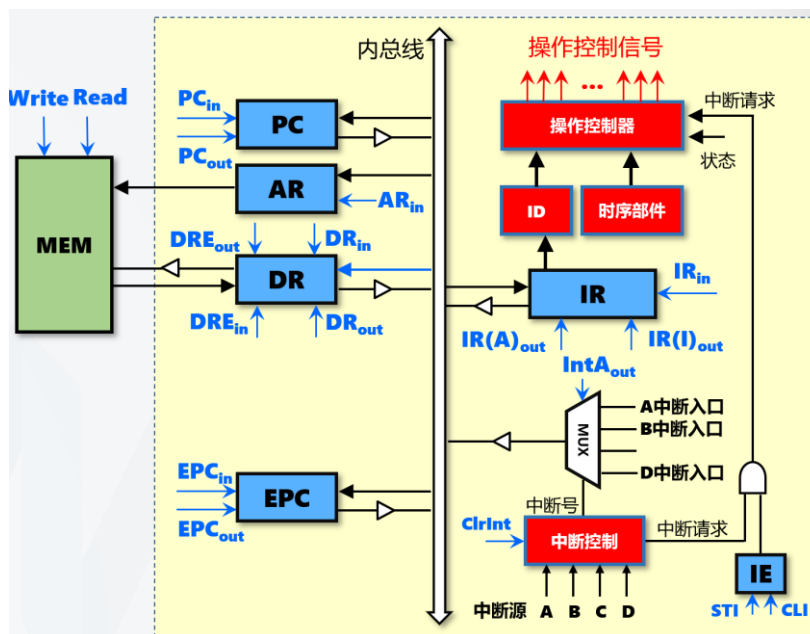 内总线
操作控制信号
...
Write Read
PCin
PC
PCout
中断请求
操作控制器
状态
AR
ARin
ID
时序部件
MEM
DREout
DRin
DR
IRin
IR
DREin
DRout
IR(A)out
IR(I)out
IntAout
MUX
A中断入口
B中断入口
D中断入口
EPCin
EPC
EPCout
中断号
ClrInt
中断控制
中断请求
IE
中断源 A B C D
STI CLI